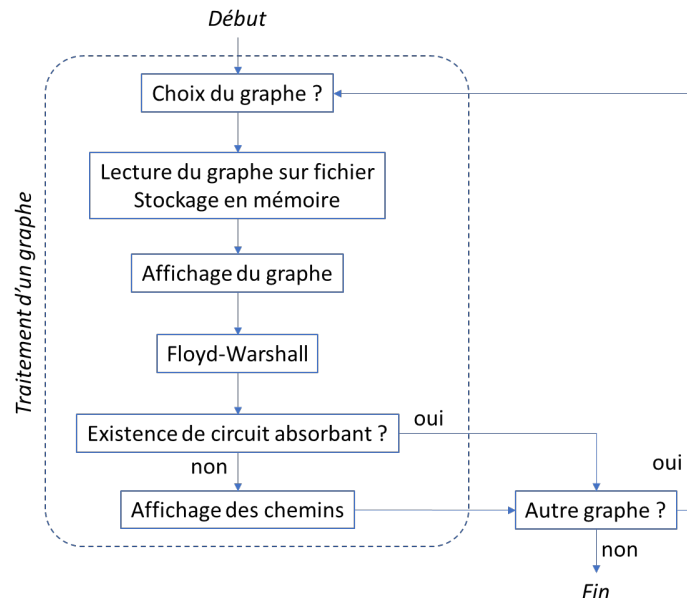 Début
Choix du graphe ?
Lecture du graphe sur fichier
Stockage en mémoire
Traitement d'un graphe
Affichage du graphe
Floyd-Warshall
Existence de circuit absorbant ?
oui
non
oui
Affichage des chemins
Autre graphe ?
non
Fin